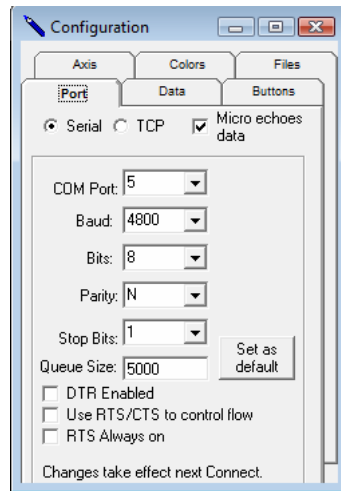 Configuration
Axis Colors Files
Port Data Buttons
Serial TCP Micro echoes
data
COM Port: 5
Baud: 4800
Bits: 8
Parity: N
Stop Bits: 1
Set as
default
Queue Size: 5000
DTR Enabled
Use RTS/CTS to control flow
RTS Always on
Changes take effect next Connect.